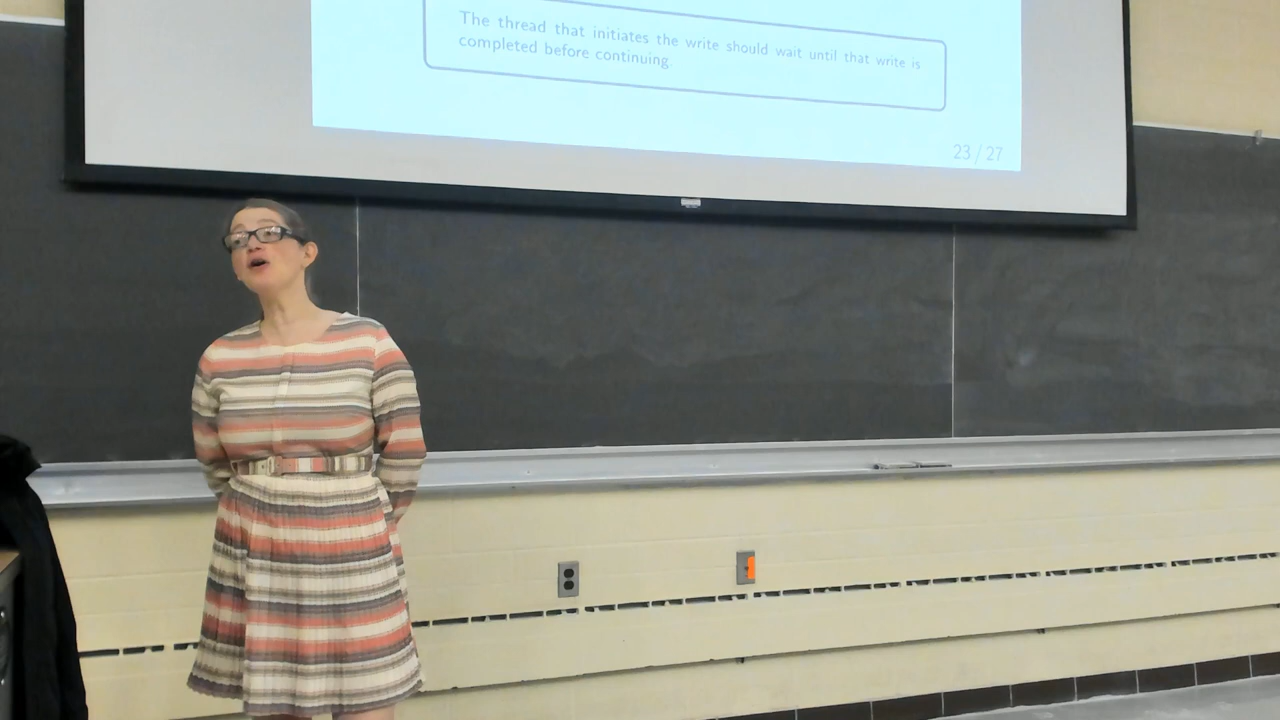 The thread that initiates the write should wait until that write is
completed before continuing.
23 / 27